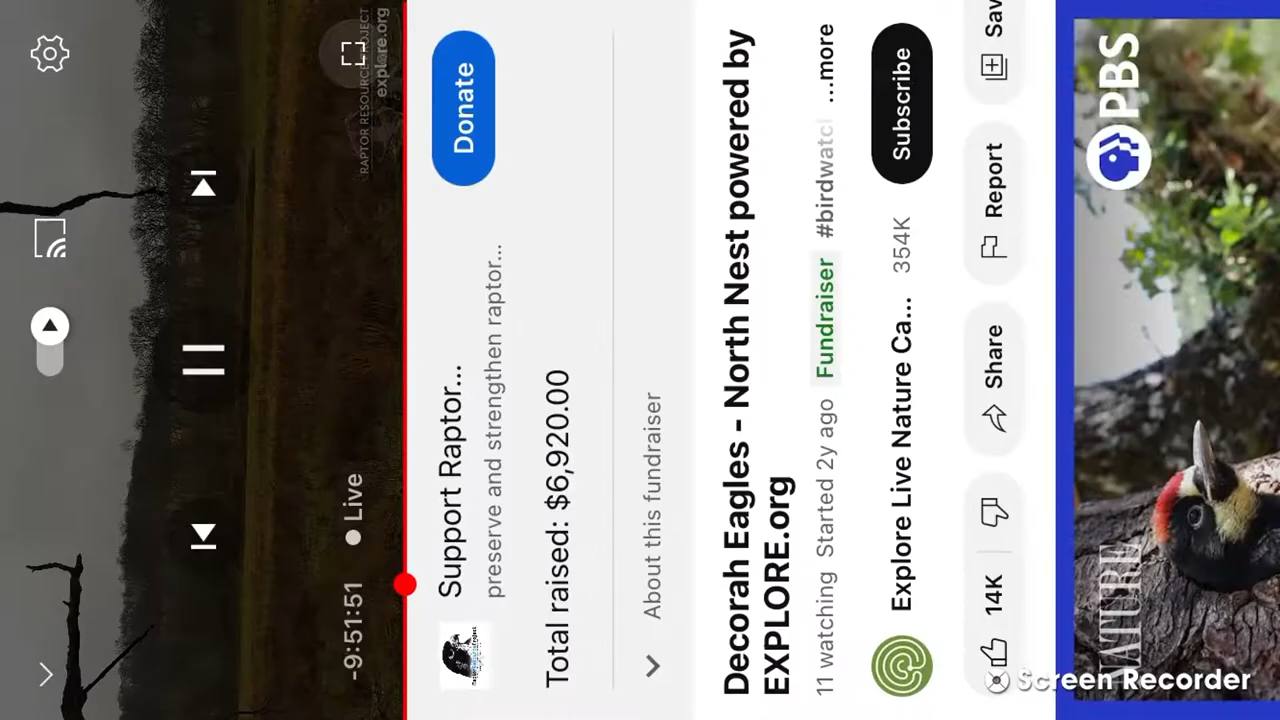 RAPTOR RESOURCE PROJECT
explore.org
-9:51:51
Live
Support Raptor...
preserve and strengthen raptor...
Donate
Total raised: $6,920.00
About this fundraiser
Decorah Eagles - North Nest powered by
EXPLORE.org
11 watching Started 2y ago Fundraiser #birdwatcl ...more
Explore Live Nature Ca... 354K Subscribe
14K Share Report Sav
PBS
NATURE
Screen Recorder